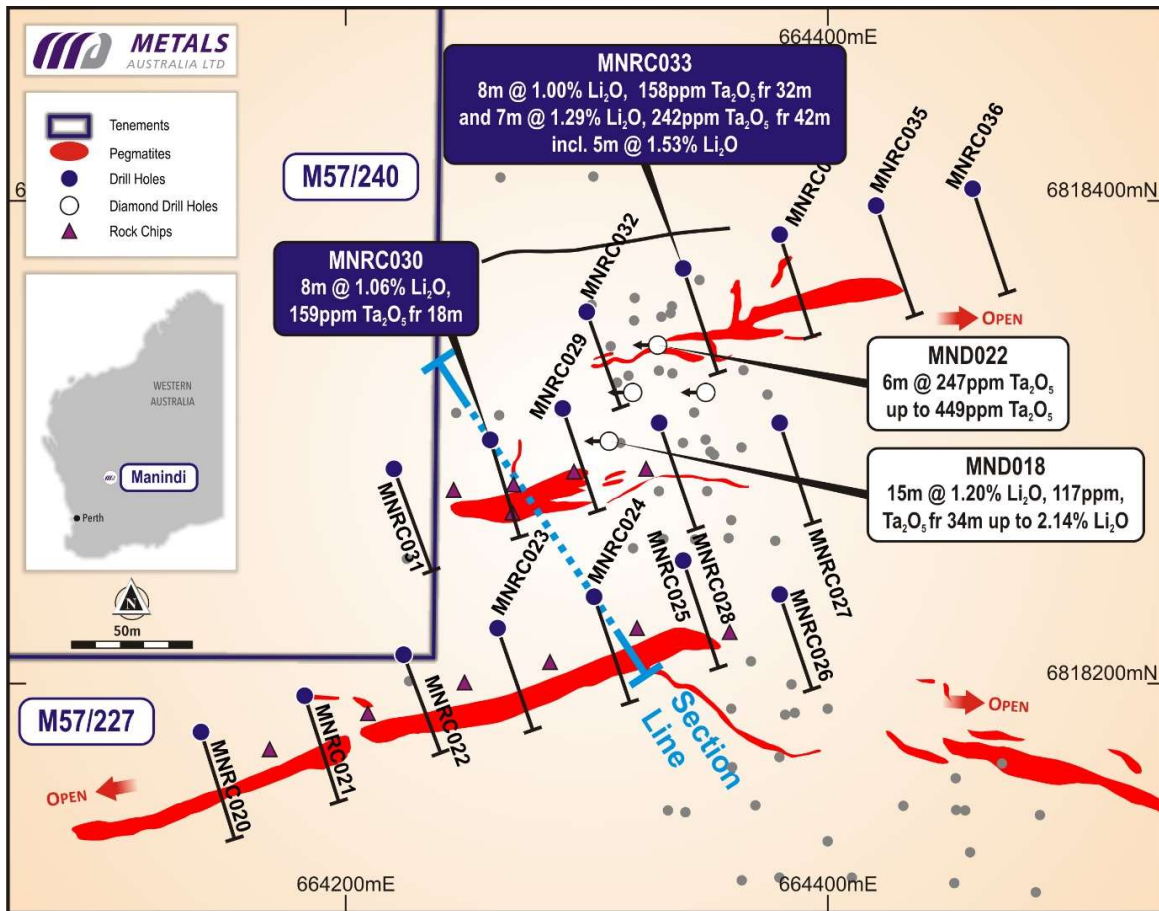 METALS
AUSTRALIA LTD
Tenements
Pegmatites
Drill Holes
Diamond Drill Holes
Rock Chips
WESTERN
AUSTRALIA
Manindi
Perth
N
50m
M57/240
M57/227
664400mE
6818400mN
6818200mN
664200mE
664400mE
MNRC033
8m @ 1.00% Li₂O, 158ppm Ta₂O₅ fr 32m
and 7m @ 1.29% Li₂O, 242ppm Ta₂O₅ fr 42m
incl. 5m @ 1.53% Li₂O
MNRC030
8m @ 1.06% Li₂O,
159ppm Ta₂O₅ fr 18m
MND022
6m @ 247ppm Ta₂O₅
up to 449ppm Ta₂O₅
MND018
15m @ 1.20% Li₂O, 117ppm,
Ta₂O₅ fr 34m up to 2.14% Li₂O
MNRC035
MNRC036
MNRC032
MNRC029
MNRC031
MNRC023
MNRC024
MNRC025
MNRC028
MNRC027
MNRC026
MNRC022
MNRC021
MNRC020
OPEN
OPEN
OPEN
Section
Line